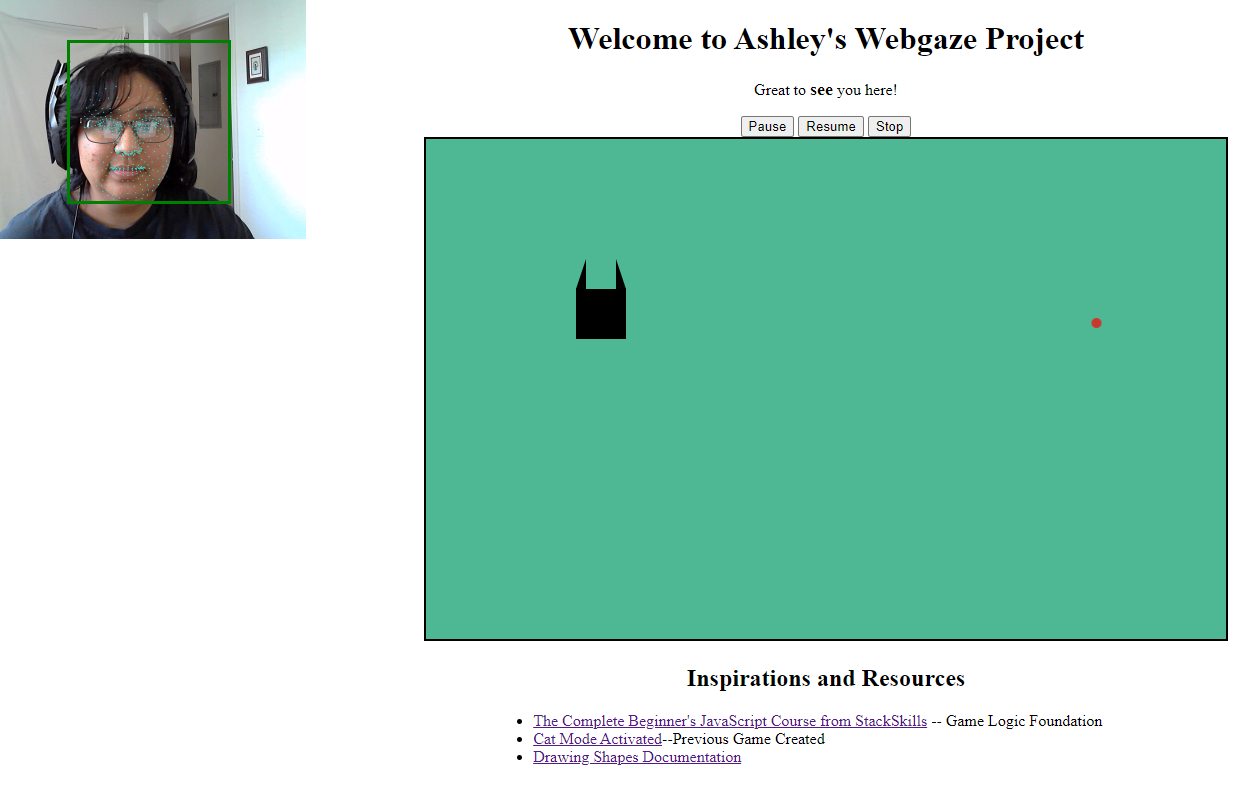 Welcome to Ashley's Webgaze Project
Great to see you here!
Pause Resume Stop
Inspirations and Resources
The Complete Beginner's JavaScript Course from StackSkills -- Game Logic Foundation
Cat Mode Activated--Previous Game Created
Drawing Shapes Documentation